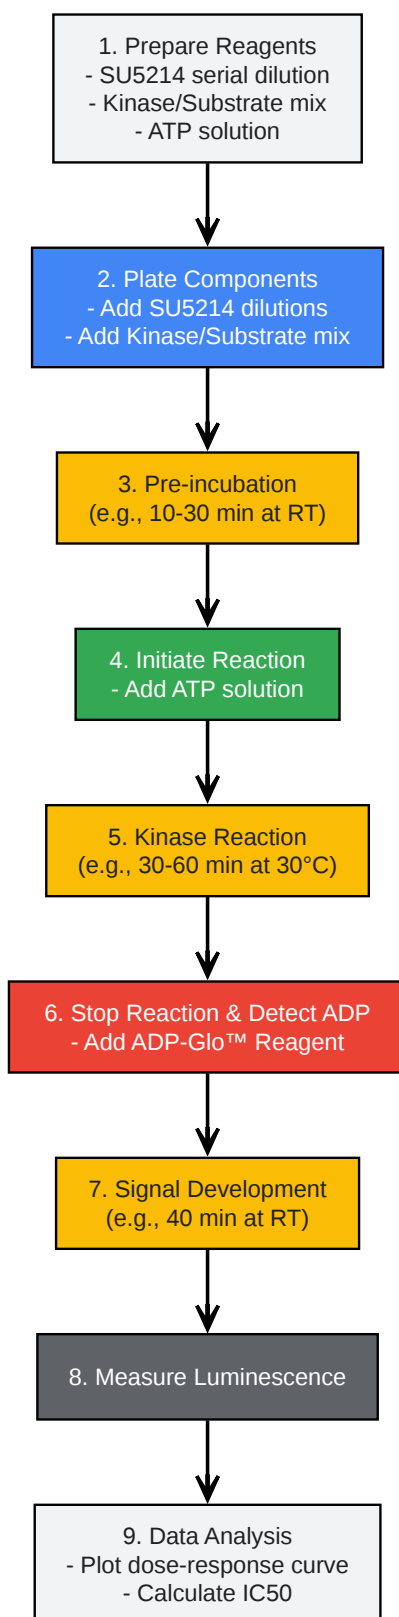 1. Prepare Reagents
- SU5214 serial dilution
- Kinase/Substrate mix
- ATP solution
2. Plate Components
- Add SU5214 dilutions
- Add Kinase/Substrate mix
3. Pre-incubation
(e.g., 10-30 min at RT)
4. Initiate Reaction
- Add ATP solution
5. Kinase Reaction
(e.g., 30-60 min at 30°C)
6. Stop Reaction & Detect ADP
- Add ADP-Glo™ Reagent
7. Signal Development
(e.g., 40 min at RT)
8. Measure Luminescence
9. Data Analysis
- Plot dose-response curve
- Calculate IC50